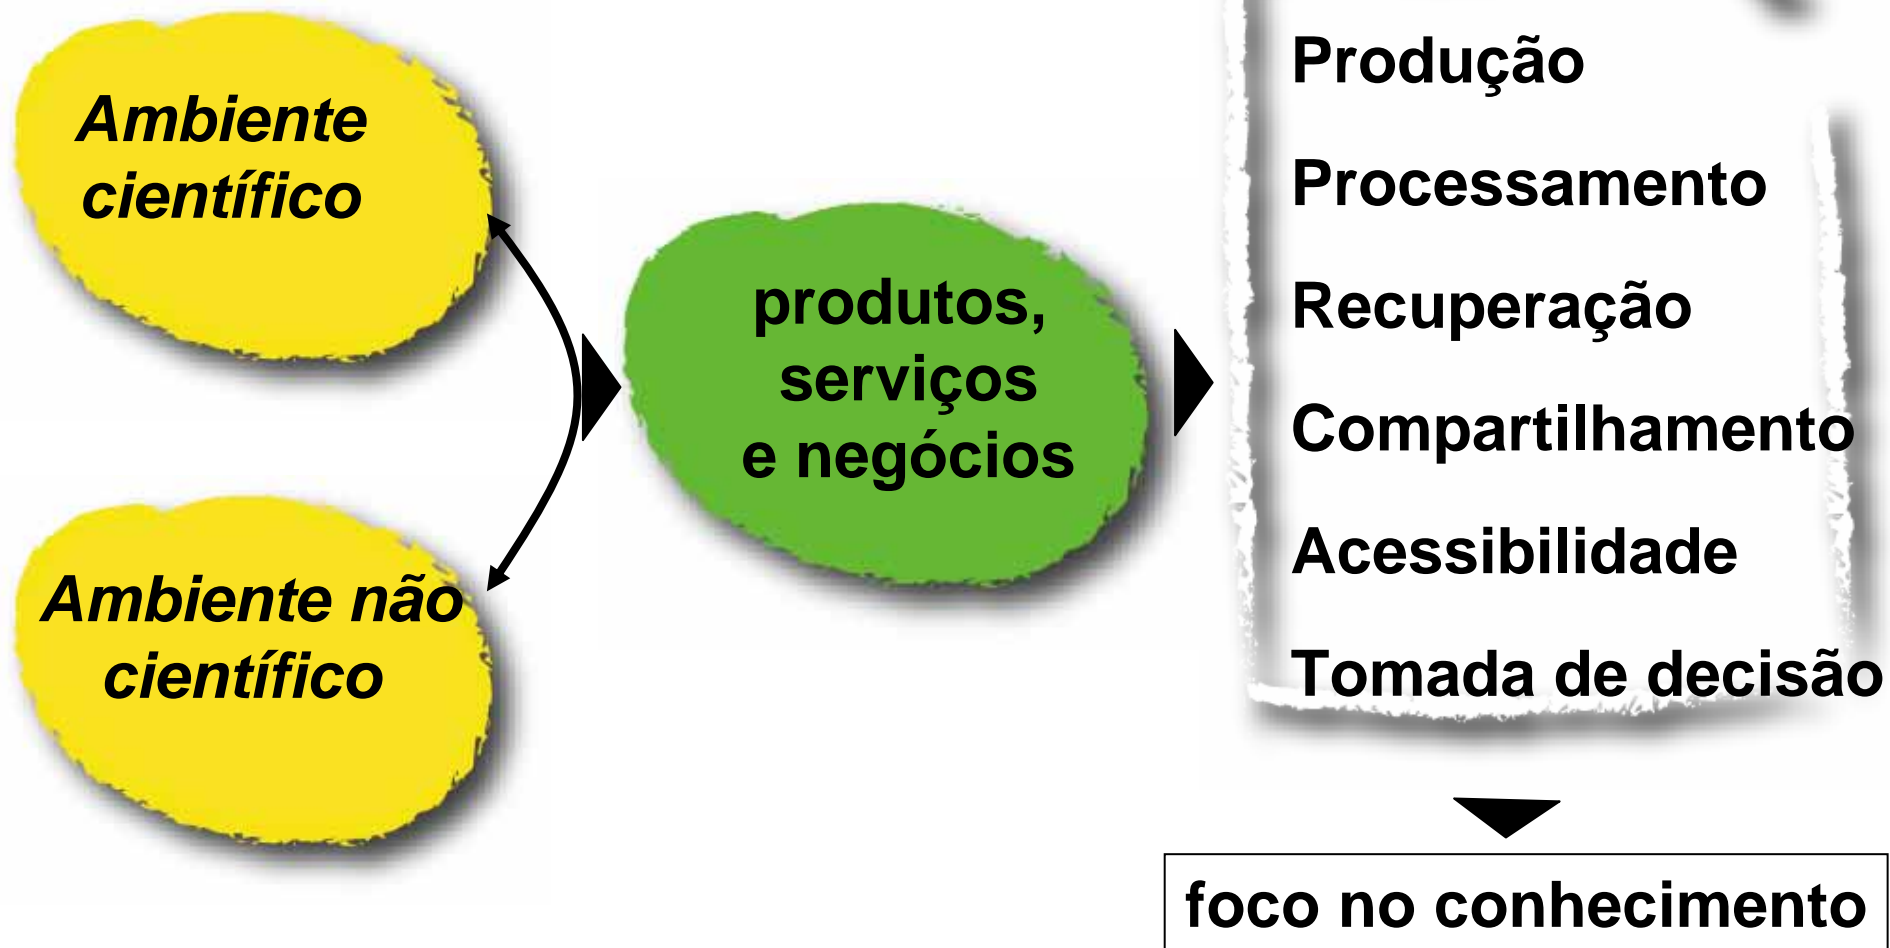 Ambiente
científico
Ambiente não
científico
produtos,
serviços
e negócios
Produção
Processamento
Recuperação
Compartilhamento
Acessibilidade
Tomada de decisão
foco no conhecimento